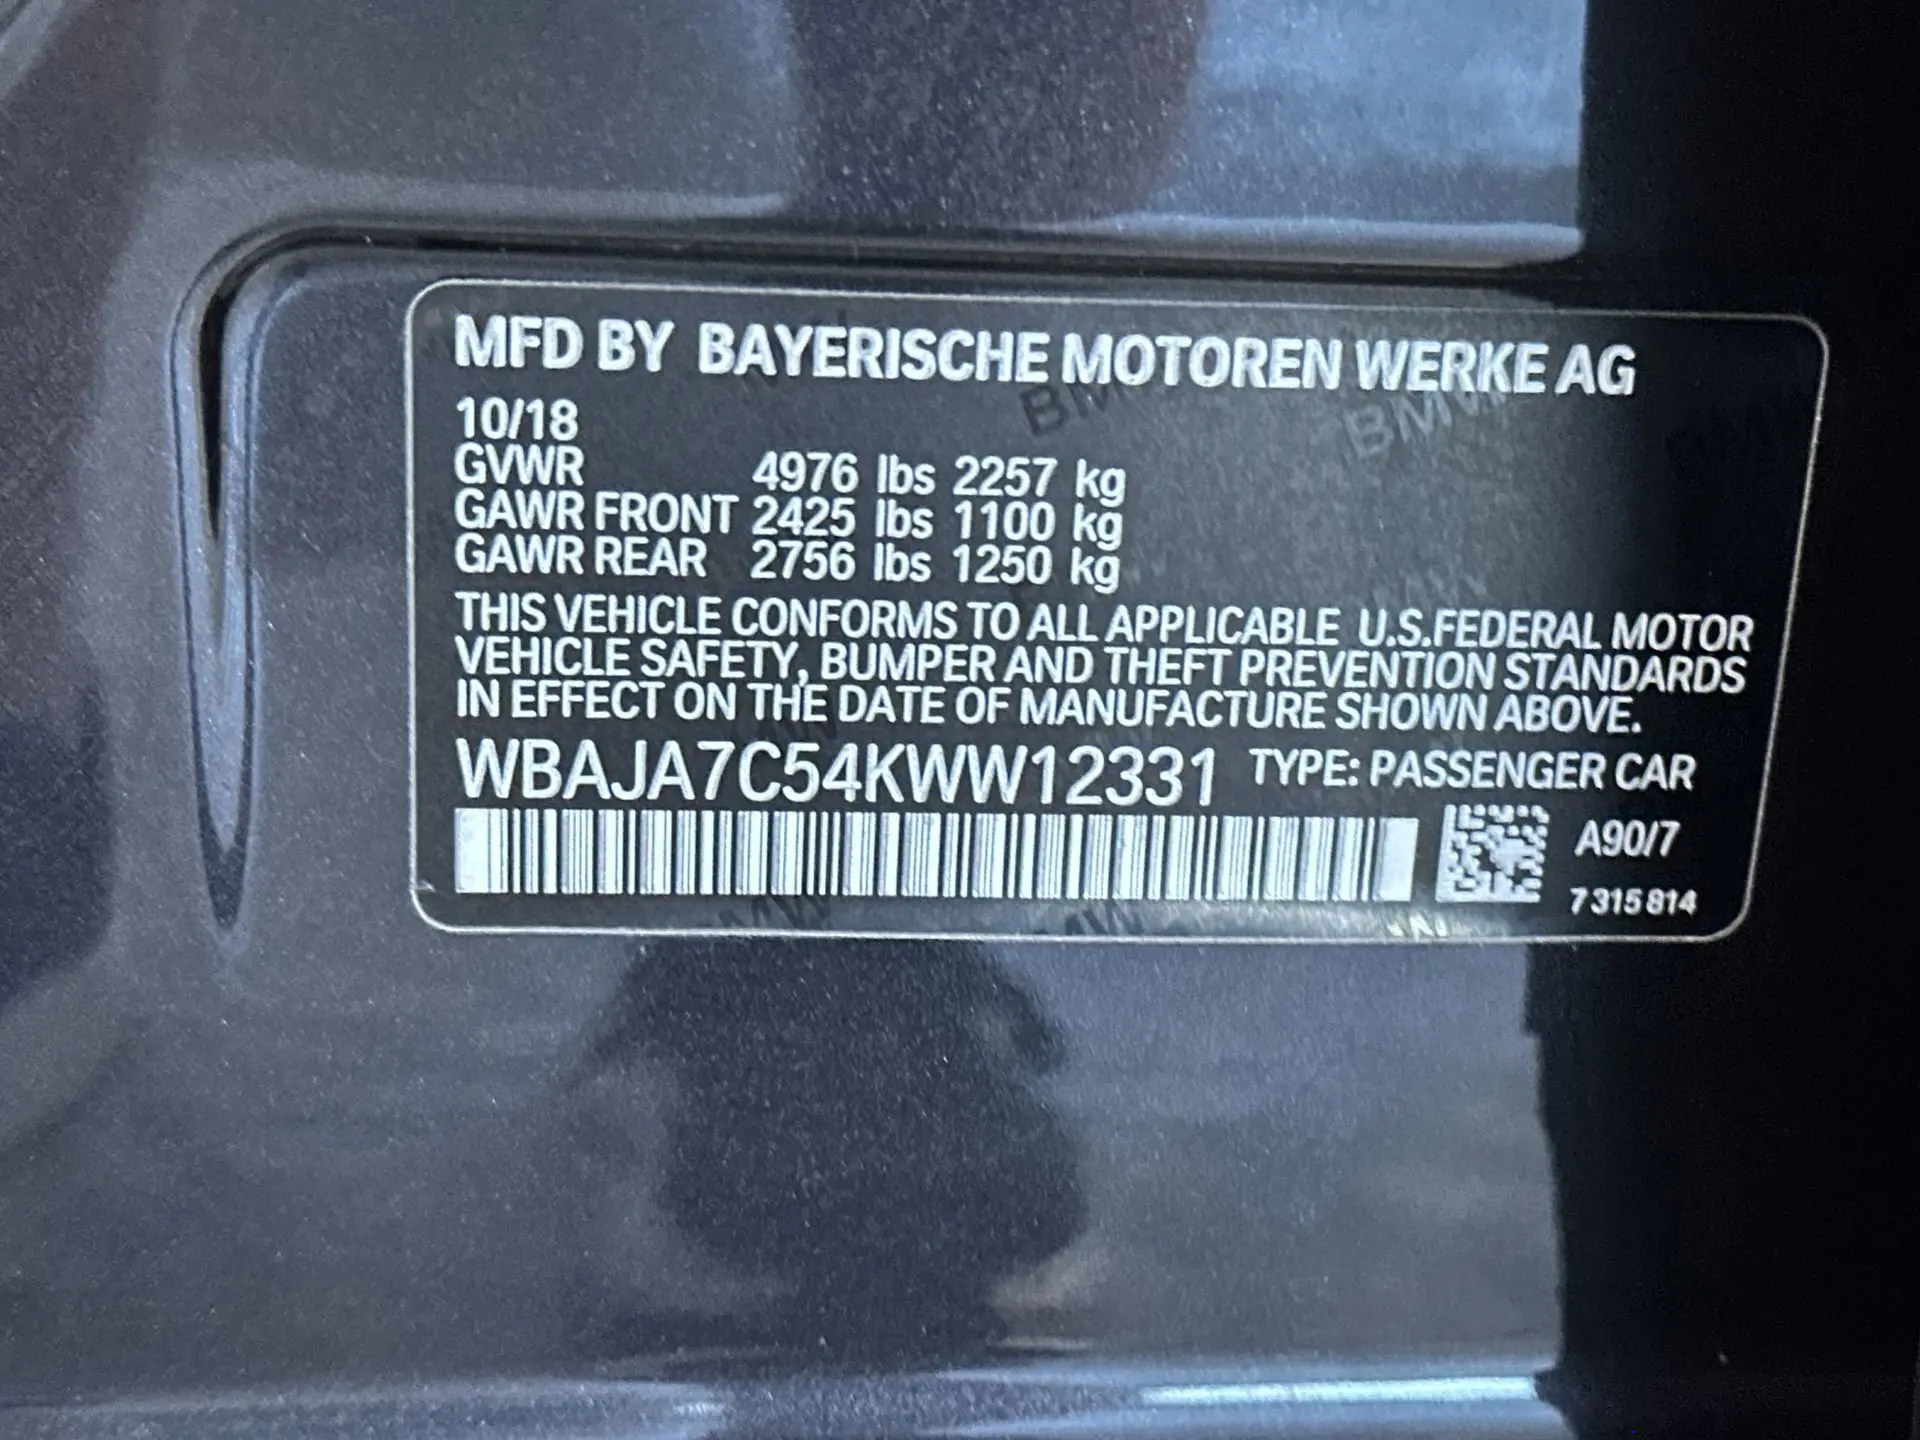 MFD BY BAYERISCHE MOTOREN WERKE AG
10/18
GVWR 4976 lbs 2257 kg
GAWR FRONT 2425 lbs 1100 kg
GAWR REAR 2756 lbs 1250 kg
THIS VEHICLE CONFORMS TO ALL APPLICABLE U.S.FEDERAL MOTOR
VEHICLE SAFETY, BUMPER AND THEFT PREVENTION STANDARDS
IN EFFECT ON THE DATE OF MANUFACTURE SHOWN ABOVE.
WBAJA7C54KWW12331 TYPE: PASSENGER CAR
A90/7
7 315 814